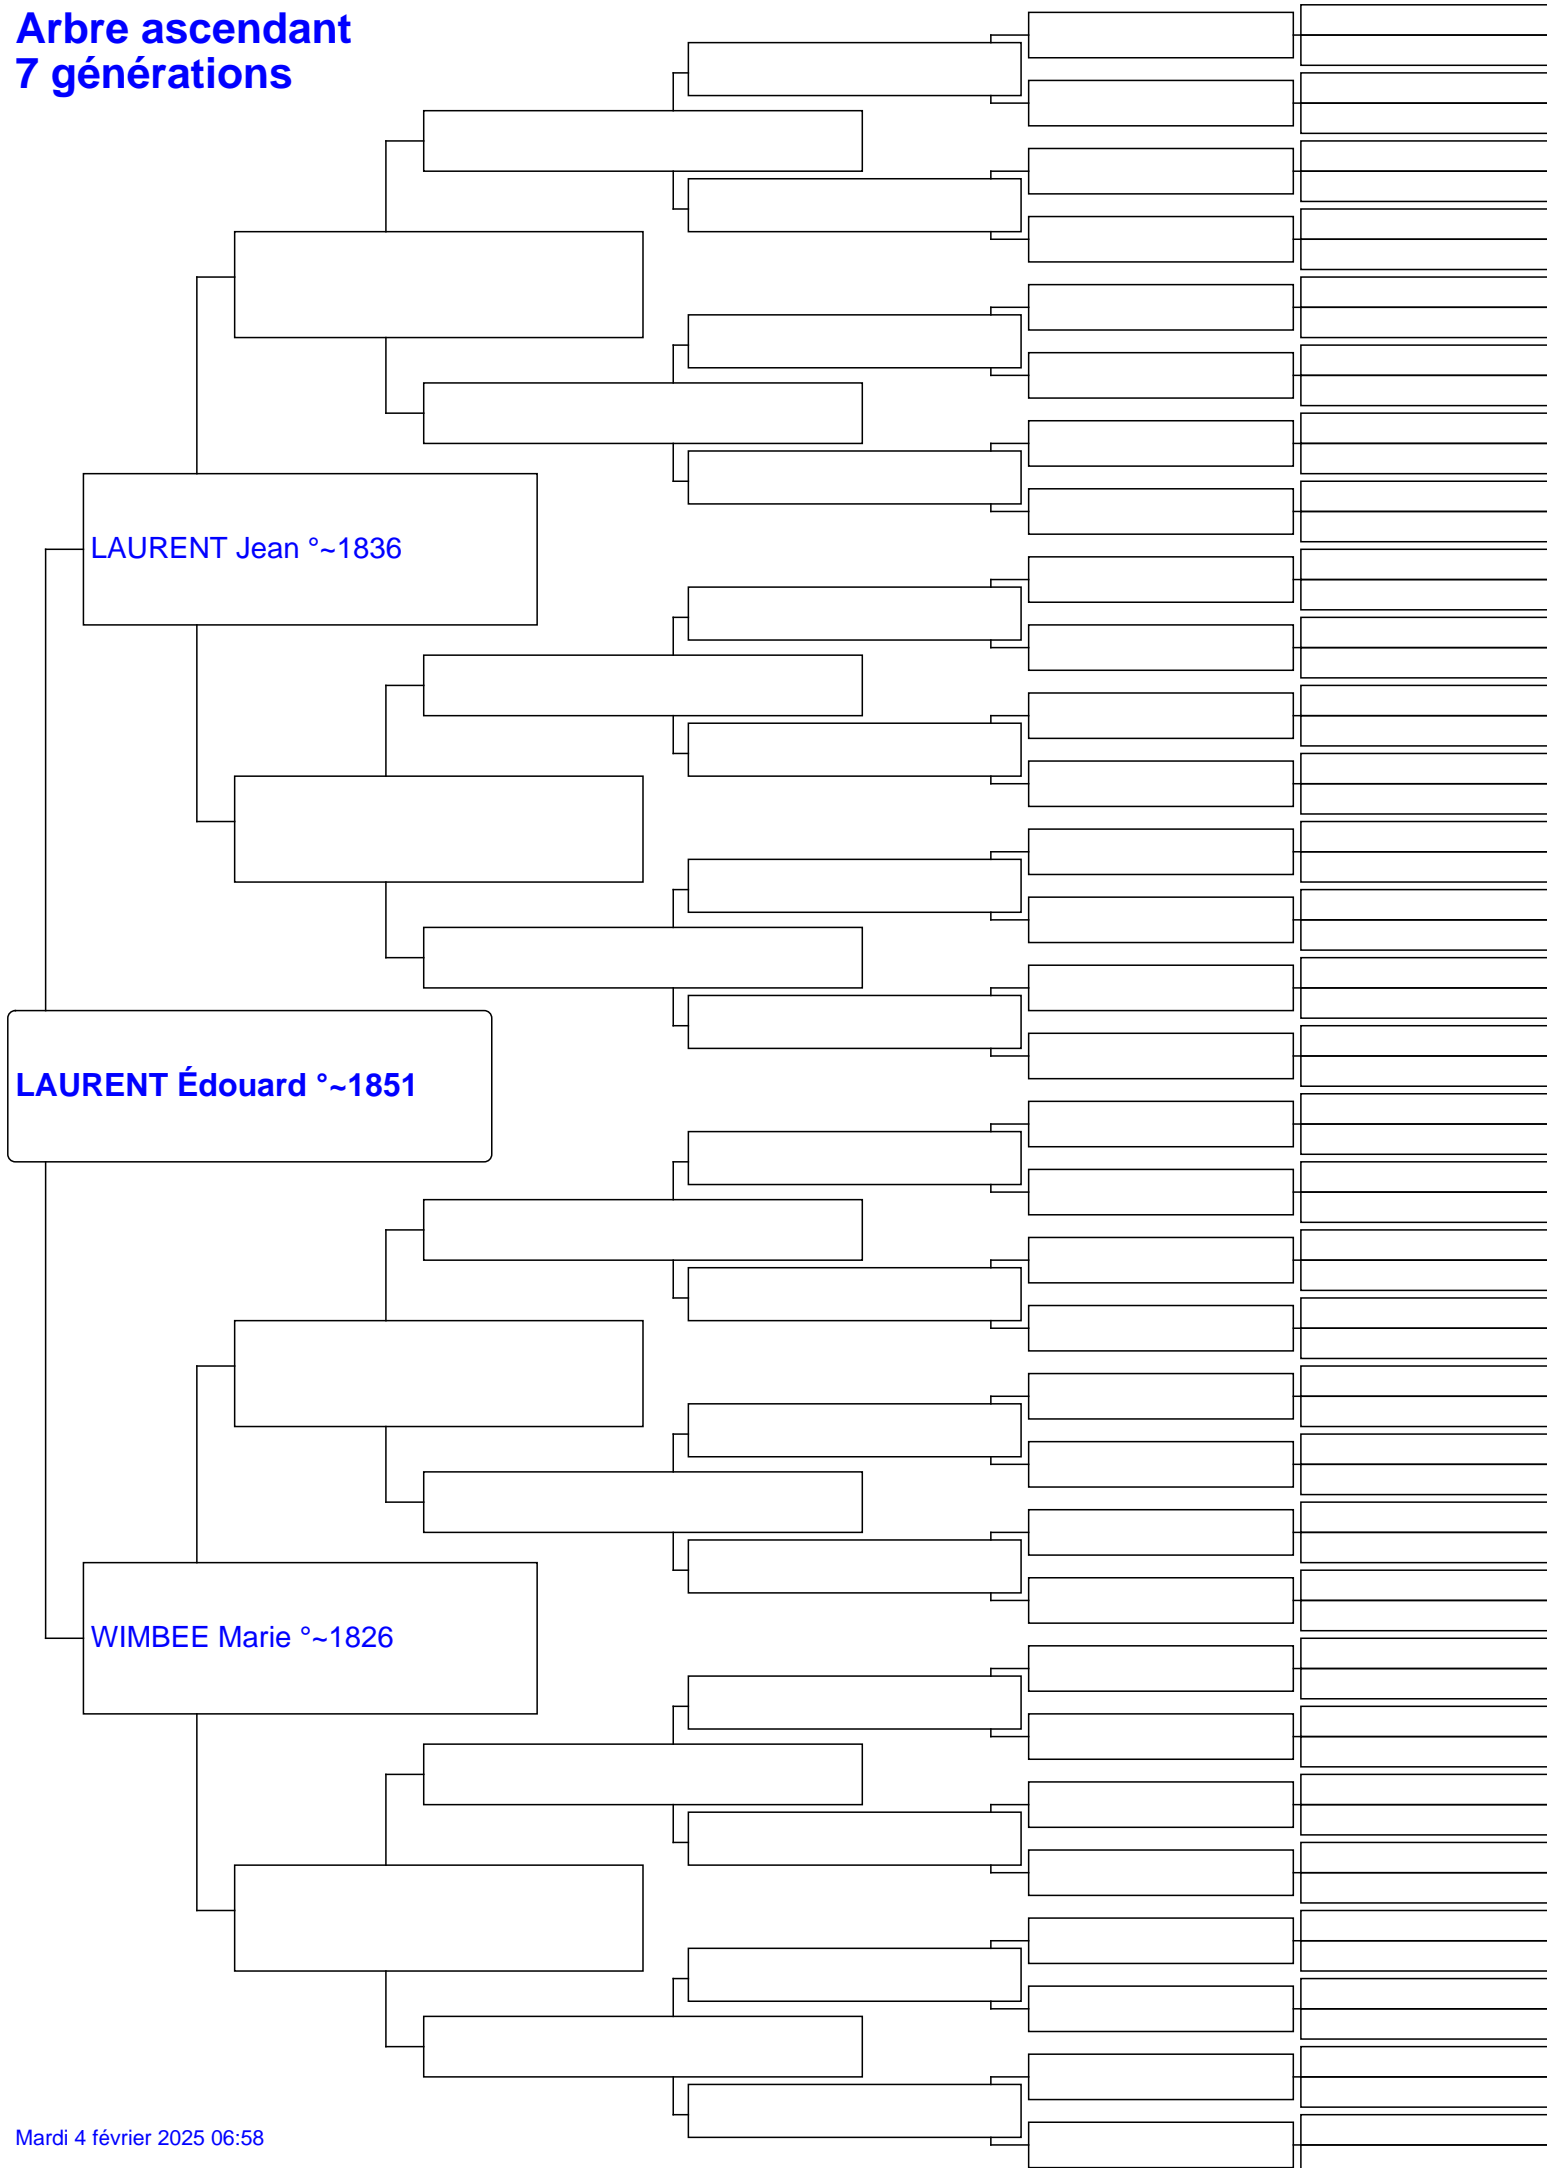 Arbre ascendant
7 générations
LAURENT Jean °~1836
LAURENT Édouard °~1851
WIMBEE Marie °~1826
Mardi 4 février 2025 06:58